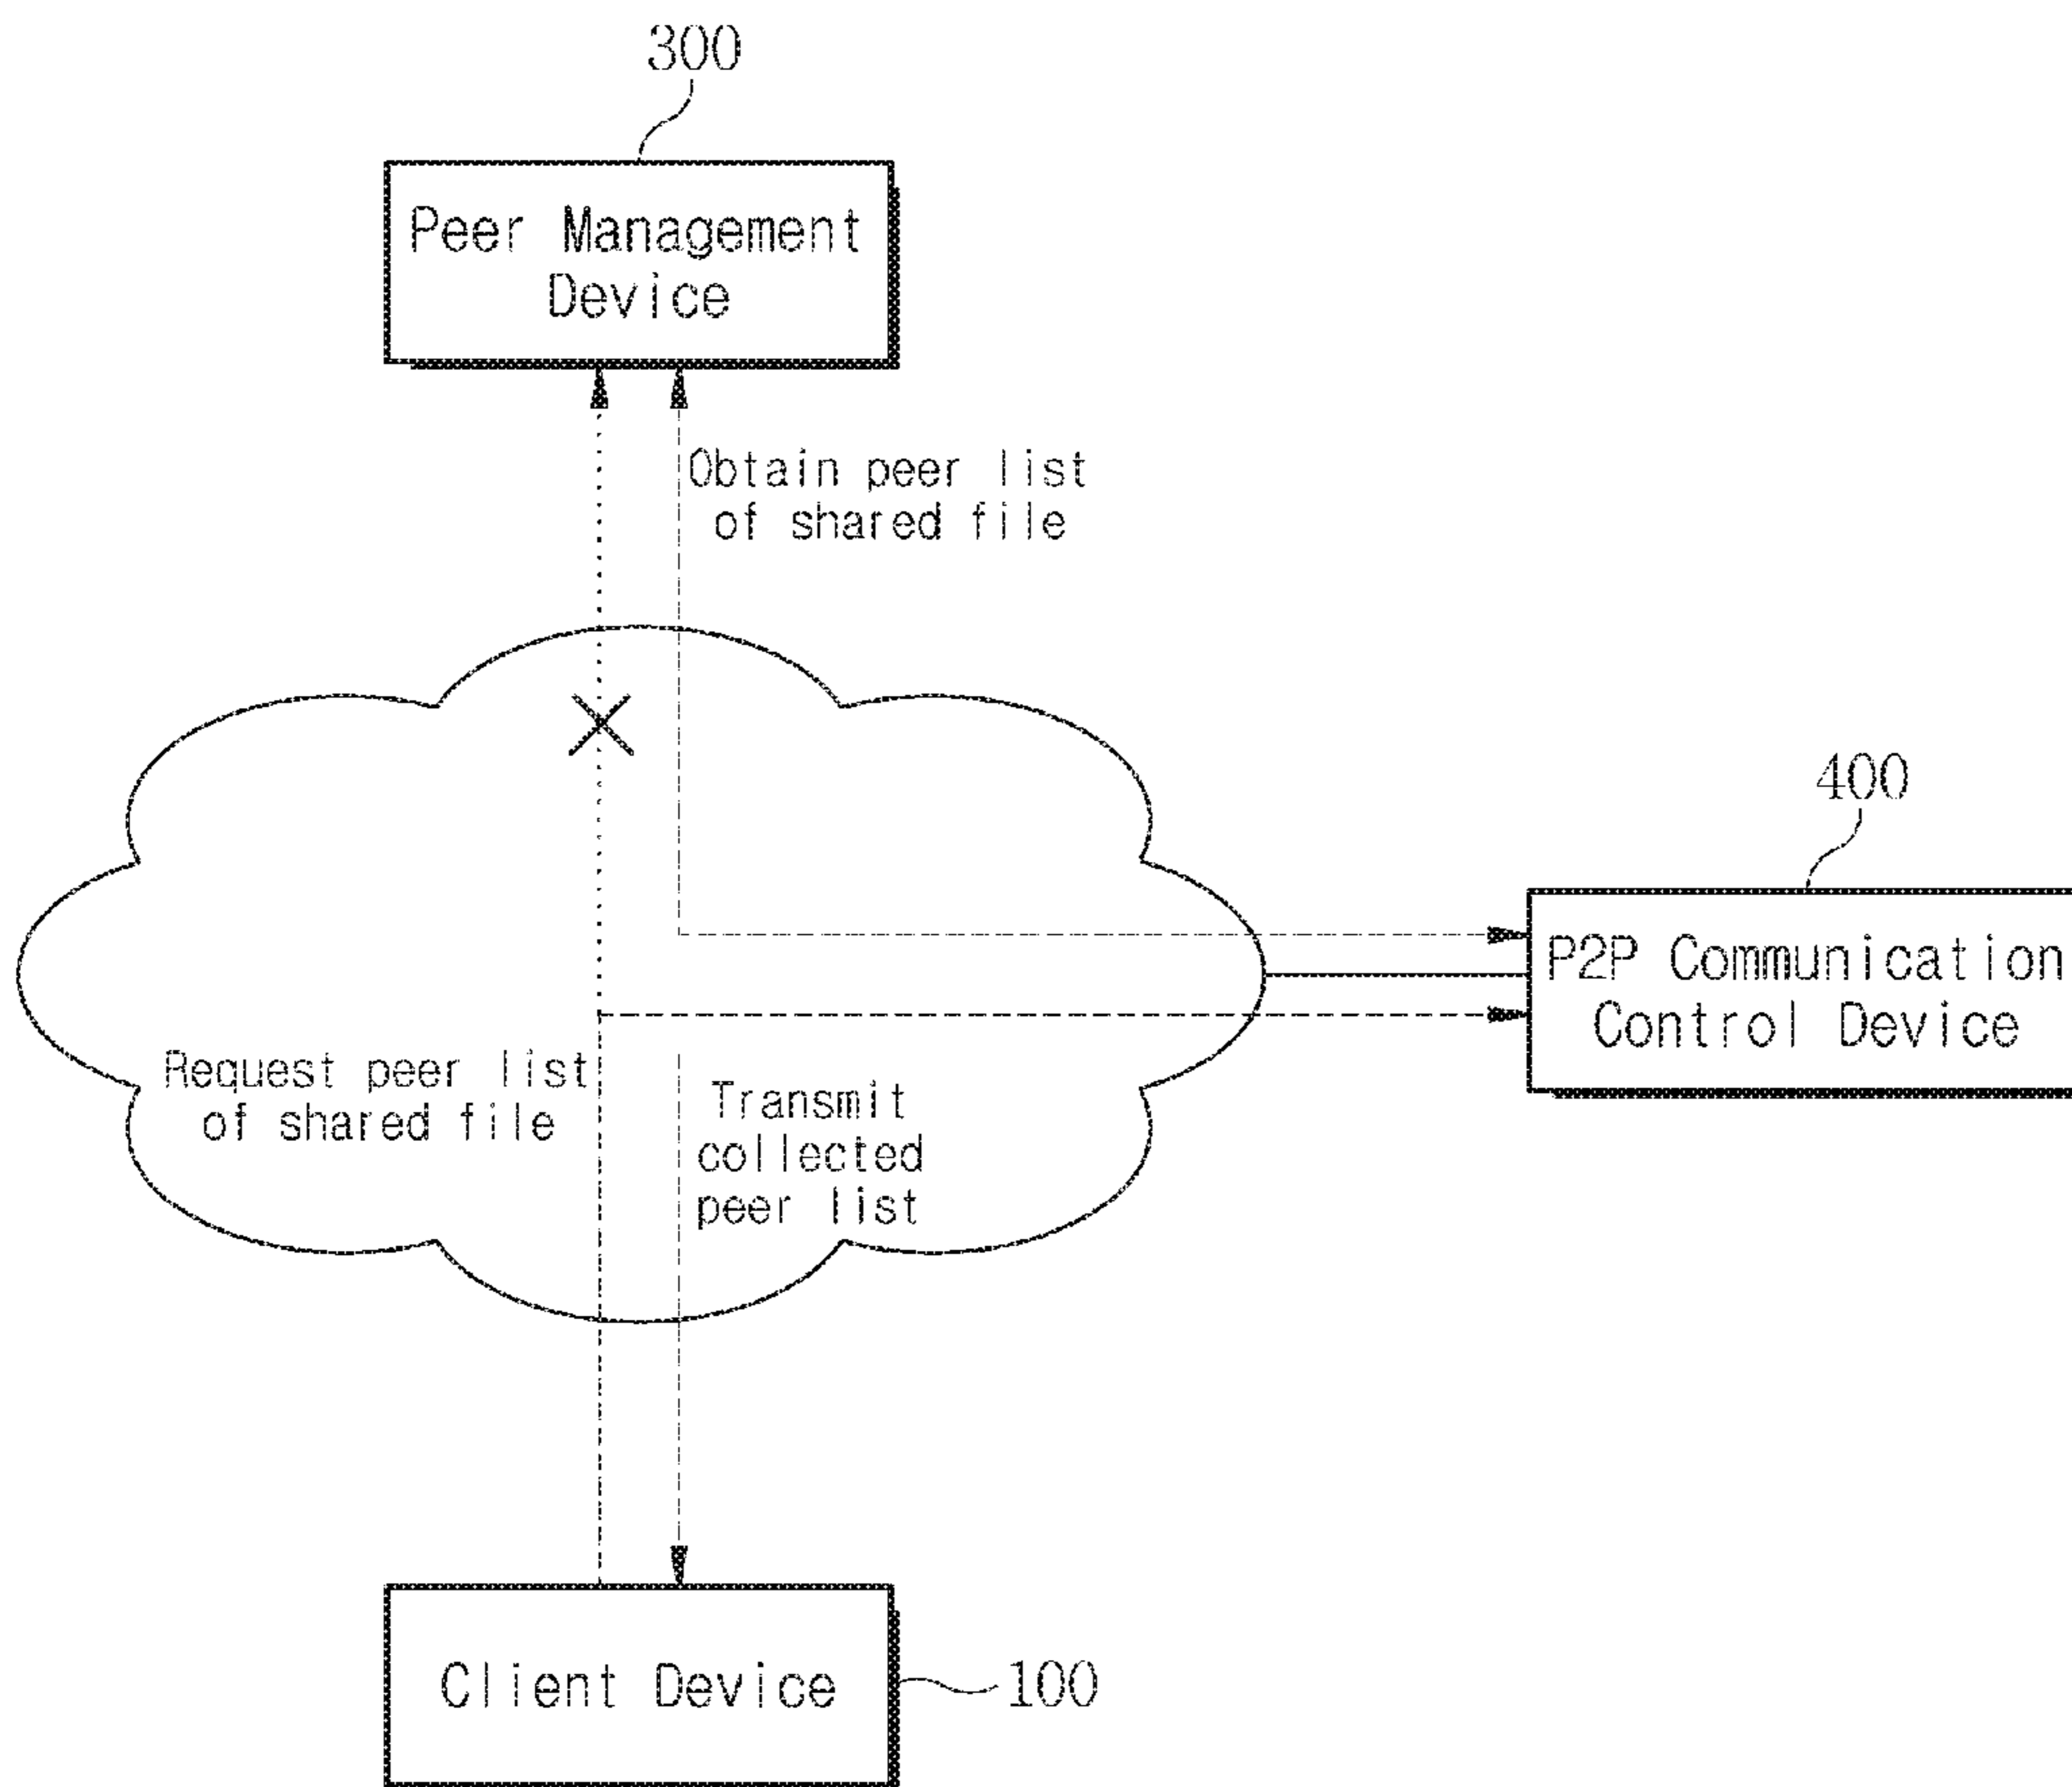 300
Peer Management
Device
Obtain peer list
of shared file
400
P2P Communication
Control Device
Request peer list
of shared file
Transmit
collected
peer list
Client Device
100